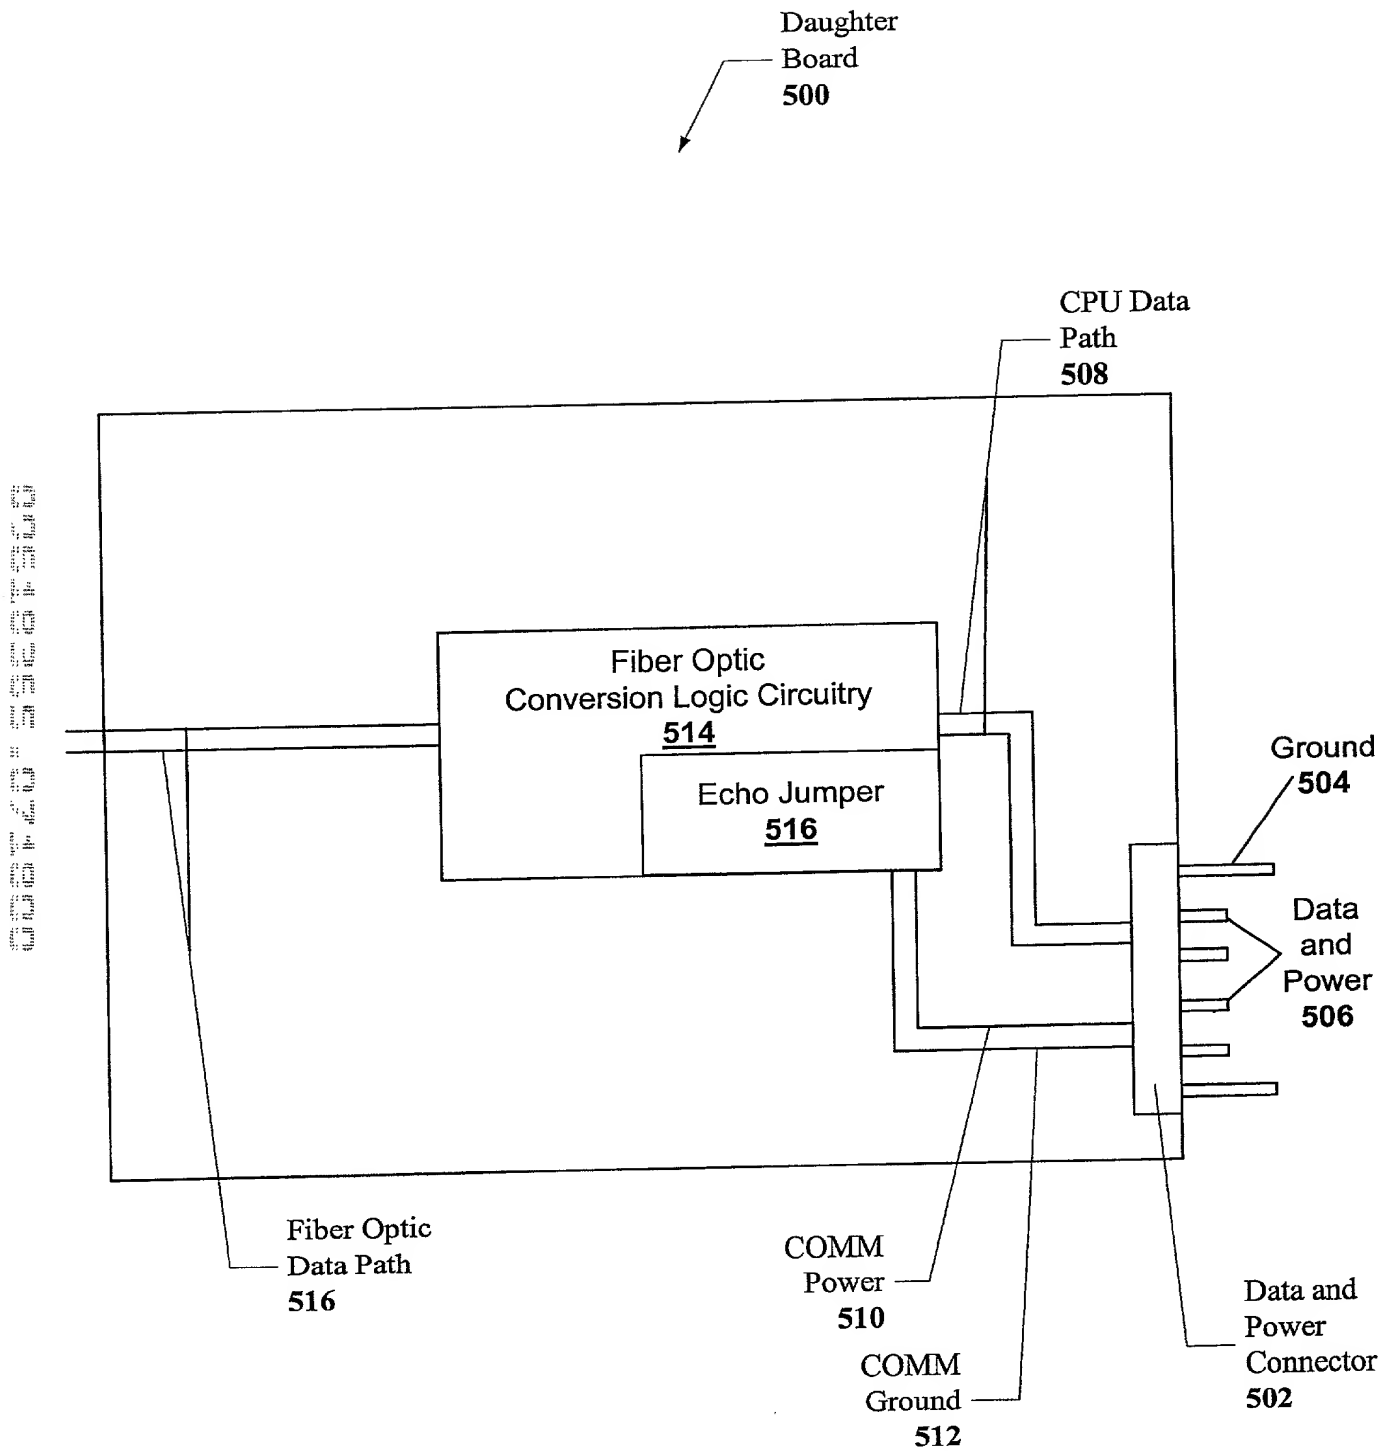 Daughter
Board
500
CPU Data
Path
508
Fiber Optic
Conversion Logic Circuitry
514
Echo Jumper
516
Ground
504
Data
and
Power
506
Fiber Optic
Data Path
516
COMM
Power
510
COMM
Ground
512
Data and
Power
Connector
502